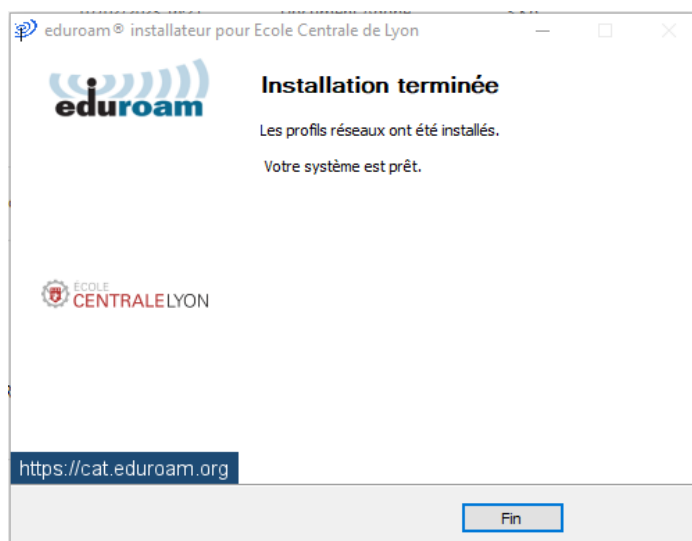 eduroam® installateur pour Ecole Centrale de Lyon
eduroam
Installation terminée
Les profils réseaux ont été installés.
Votre système est prêt.
ÉCOLE
CENTRALELYON
https://cat.eduroam.org
Fin